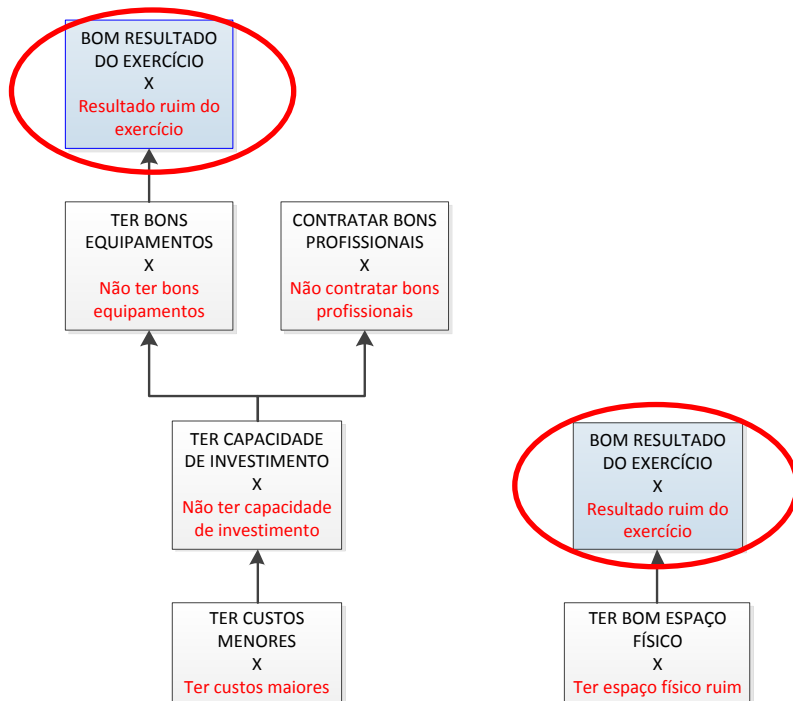 BOM RESULTADO
DO EXERCÍCIO
X
Resultado ruim do
exercício
TER BONS
EQUIPAMENTOS
X
Não ter bons
equipamentos
CONTRATAR BONS
PROFISSIONAIS
X
Não contratar bons
profissionais
TER CAPACIDADE
DE INVESTIMENTO
X
Não ter capacidade
de investimento
BOM RESULTADO
DO EXERCÍCIO
X
Resultado ruim do
exercício
TER CUSTOS
MENORES
X
Ter custos maiores
TER BOM ESPAÇO
FÍSICO
X
Ter espaço físico ruim